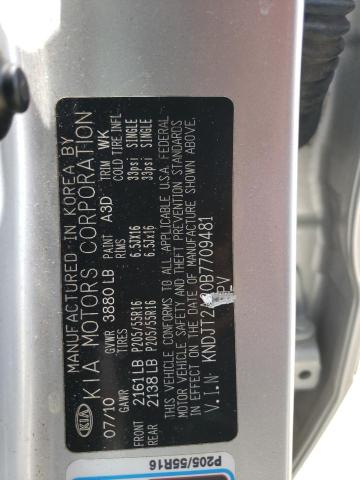 MANUFACTURED IN KOREA BY
KIA KIA MOTORS CORPORATION
07/10 PAINT A3D TRIM WK
GVWR 3880 LB
GAWR TIRES RIMS COLD TIRE INFL
FRONT 2161 LB P205/55R16 6.5JX16 33psi SINGLE
REAR 2138 LB P205/55R16 6.5JX16 33psi SINGLE
THIS VEHICLE CONFORMS TO ALL APPLICABLE U.S.A. FEDERAL
MOTOR VEHICLE SAFETY AND THEFT PREVENTION STANDARDS
IN EFFECT ON THE DATE OF MANUFACTURE SHOWN ABOVE.
V.I.N:
P205/55R16